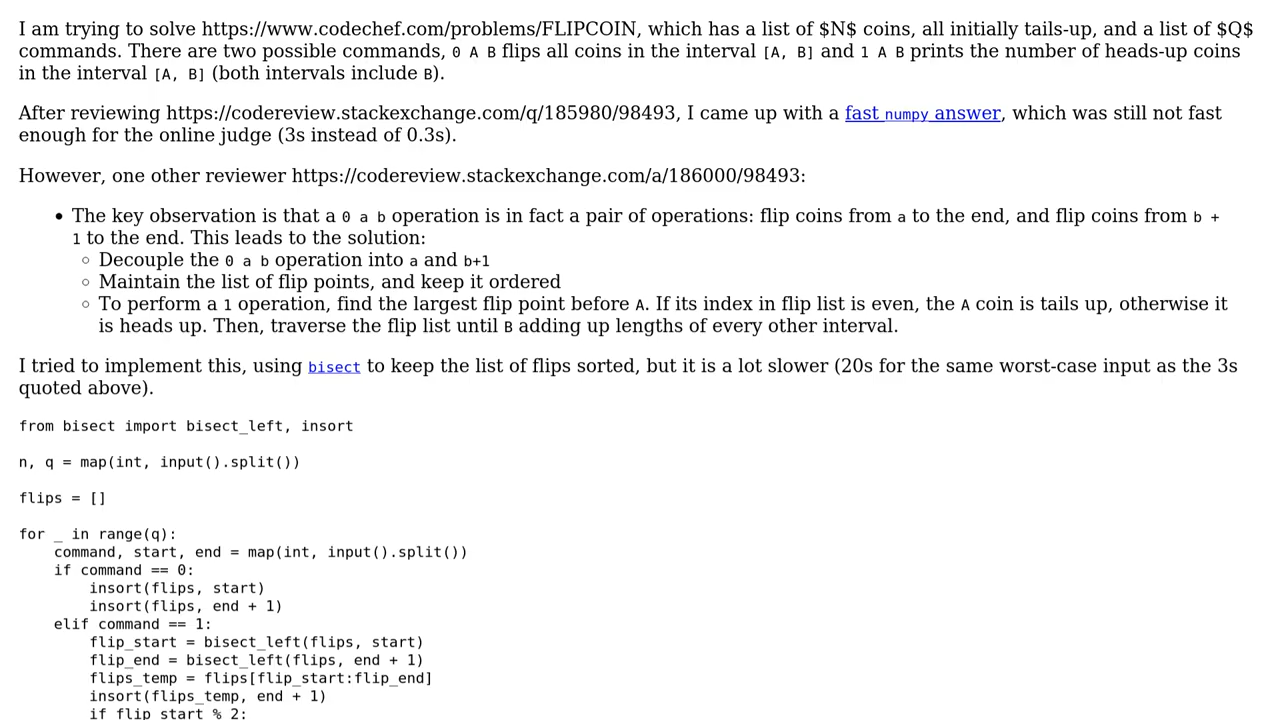 I am trying to solve https://www.codechef.com/problems/FLIPCOIN, which has a list of $N$ coins, all initially tails-up, and a list of $Q$
commands. There are two possible commands, 0 A B flips all coins in the interval [A, B] and 1 A B prints the number of heads-up coins
in the interval [A, B] (both intervals include B).
After reviewing https://codereview.stackexchange.com/q/185980/98493, I came up with a fast numpy answer, which was still not fast
enough for the online judge (3s instead of 0.3s).
However, one other reviewer https://codereview.stackexchange.com/a/186000/98493:
• The key observation is that a 0 a b operation is in fact a pair of operations: flip coins from a to the end, and flip coins from b +
1 to the end. This leads to the solution:
◦ Decouple the 0 a b operation into a and b+1
◦ Maintain the list of flip points, and keep it ordered
◦ To perform a 1 operation, find the largest flip point before A. If its index in flip list is even, the A coin is tails up, otherwise it
is heads up. Then, traverse the flip list until B adding up lengths of every other interval.
I tried to implement this, using bisect to keep the list of flips sorted, but it is a lot slower (20s for the same worst-case input as the 3s
quoted above).
from bisect import bisect_left, insort
n, q = map(int, input().split())
flips = []
for _ in range(q):
    command, start, end = map(int, input().split())
    if command == 0:
        insort(flips, start)
        insort(flips, end + 1)
    elif command == 1:
        flip_start = bisect_left(flips, start)
        flip_end = bisect_left(flips, end + 1)
        flips_temp = flips[flip_start:flip_end]
        insort(flips_temp, end + 1)
        if flip_start % 2: